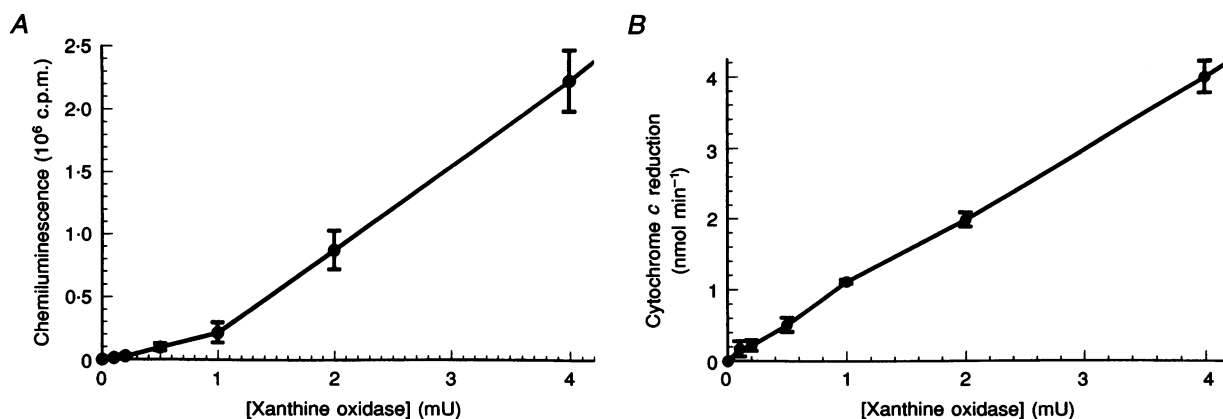 A
Chemiluminescence (10⁶ c.p.m.)
2·5
2·0
1·5
1·0
0·5
0
0 1 2 3 4
[Xanthine oxidase] (mU)
B
Cytochrome c reduction
(nmol min⁻¹)
4
3
2
1
0
0 1 2 3 4
[Xanthine oxidase] (mU)